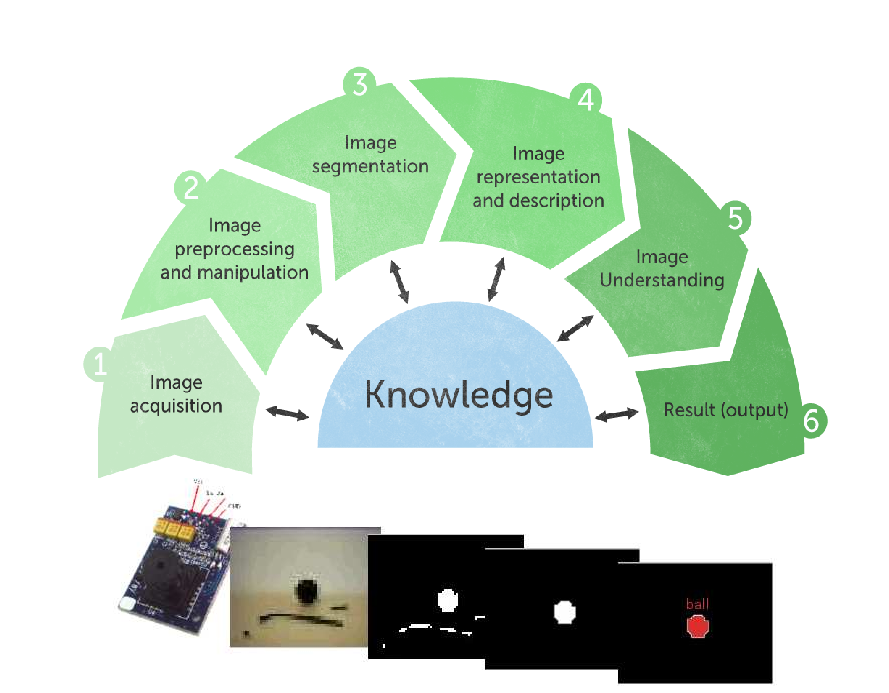 1
Image
acquisition
2
Image
preprocessing
and manipulation
3
Image
segmentation
4
Image
representation
and description
5
Image
Understanding
6
Result (output)
Knowledge
ball